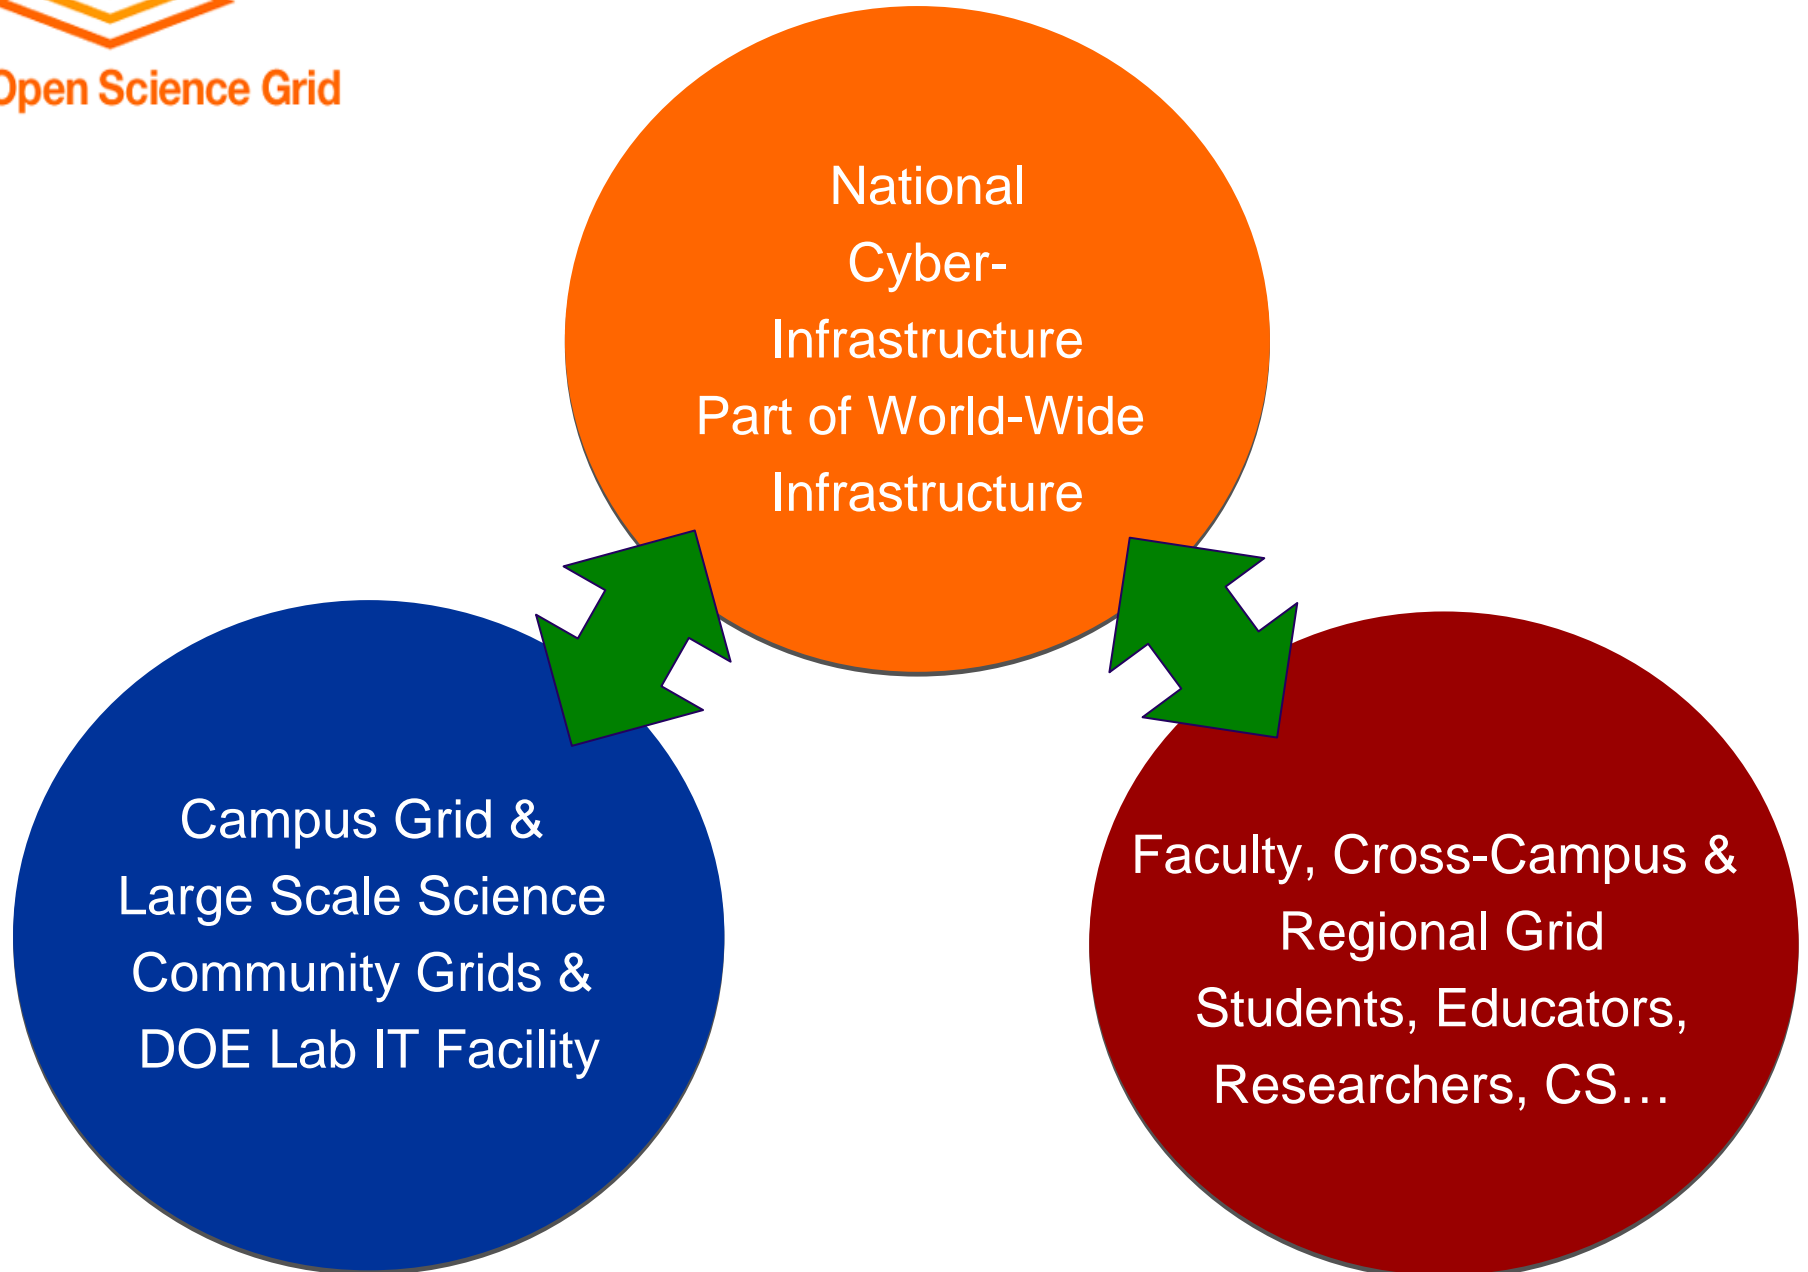 Open Science Grid
National
Cyber-
Infrastructure
Part of World-Wide
Infrastructure
Campus Grid &
Large Scale Science
Community Grids &
DOE Lab IT Facility
Faculty, Cross-Campus &
Regional Grid
Students, Educators,
Researchers, CS…